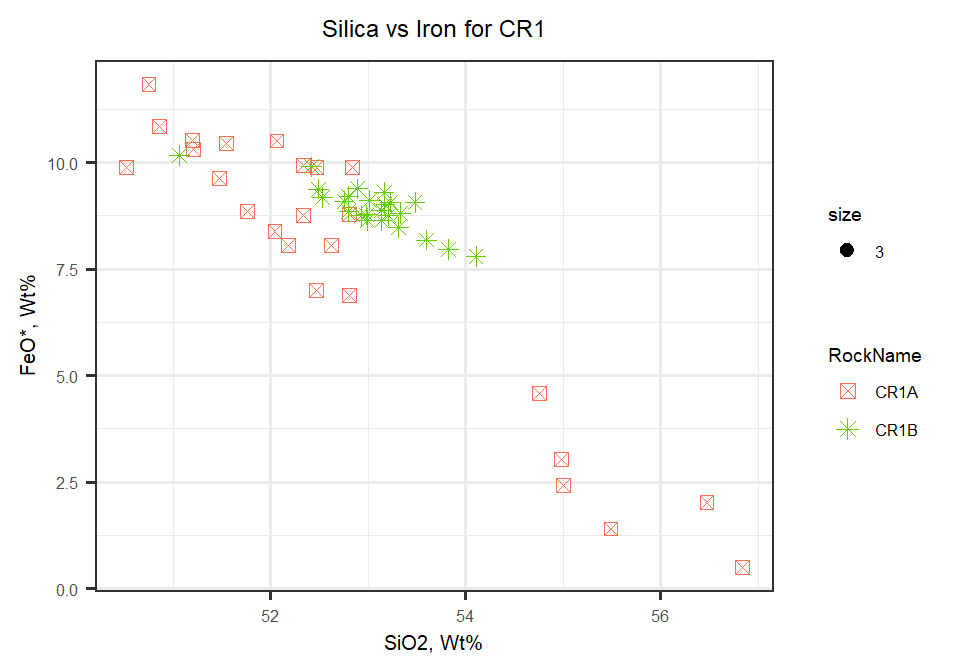 Silica vs Iron for CR1
FeO*, Wt%
10.0
7.5
5.0
2.5
0.0
52
54
56
SiO2, Wt%
size
3
RockName
CR1A
CR1B